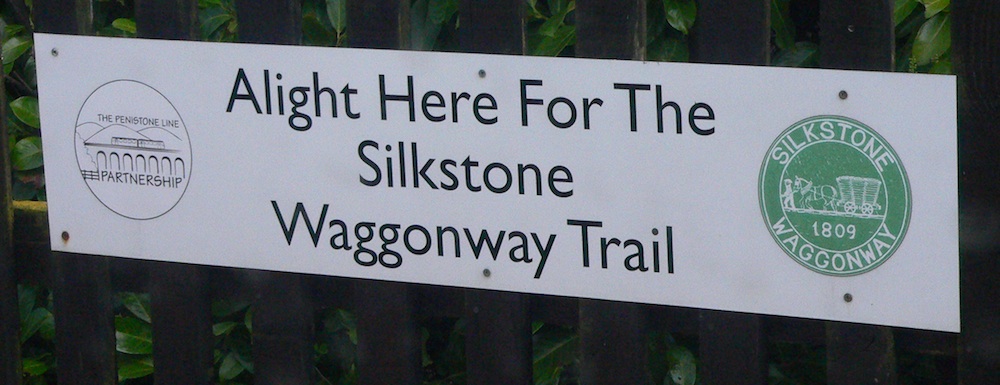 THE PENISTONE LINE
PARTNERSHIP
Alight Here For The
Silkstone
Waggonway Trail
SILKSTONE
1809
WAGGONWAY